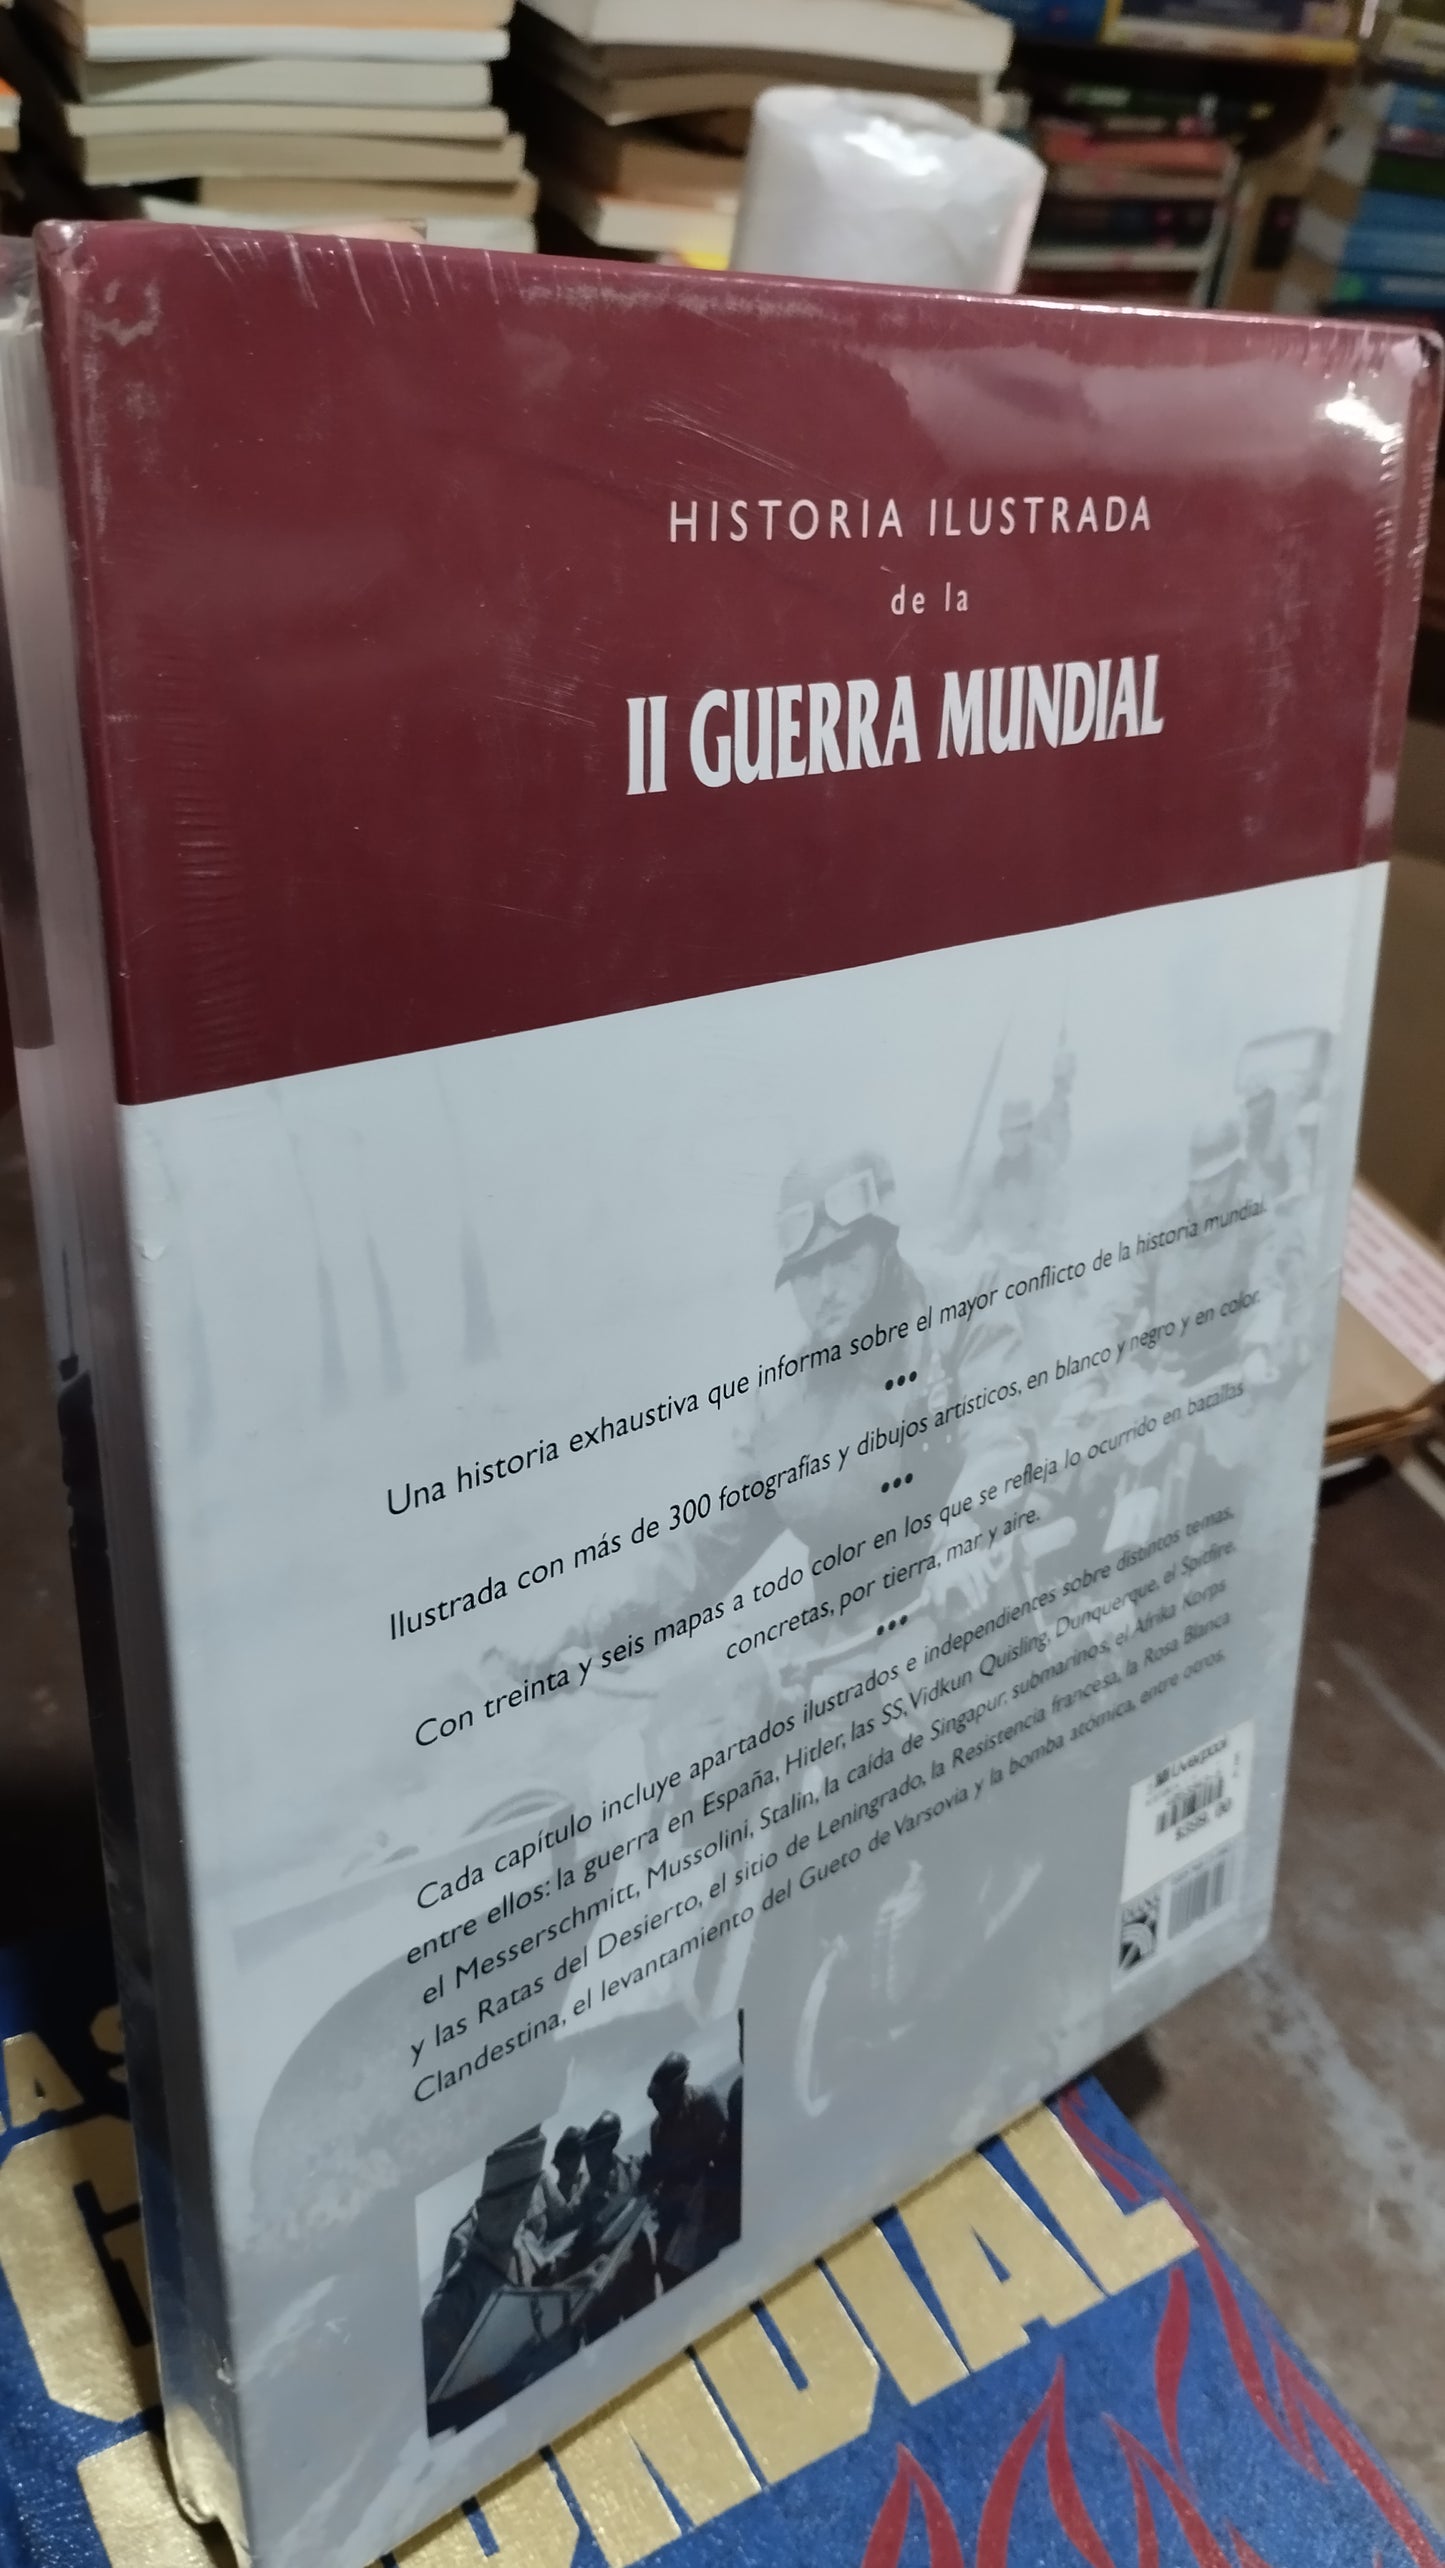 HISTORIA ILUSTRADA
de la
II GUERRA MUNDIAL
Una historia exhaustiva que informa sobre el mayor conflicto de la historia mundial.
•••
Ilustrada con más de 300 fotografías y dibujos artísticos, en blanco y negro y en color.
•••
Con treinta y seis mapas a todo color en los que se refleja lo ocurrido en batallas
concretas, por tierra, mar y aire.
•••
Cada capítulo incluye apartados ilustrados e independientes sobre distintos temas,
entre ellos: la guerra en España, Hitler, las SS, Vidkun Quisling, Dunquerque, el Spitfire,
el Messerschmitt, Mussolini, Stalin, la caída de Singapur, submarinos, el Afrika Korps
y las Ratas del Desierto, el sitio de Leningrado, la Resistencia francesa, la Rosa Blanca
Clandestina, el levantamiento del Gueto de Varsovia y la bomba atómica, entre otros.
Liverpool
AS
NDIAL